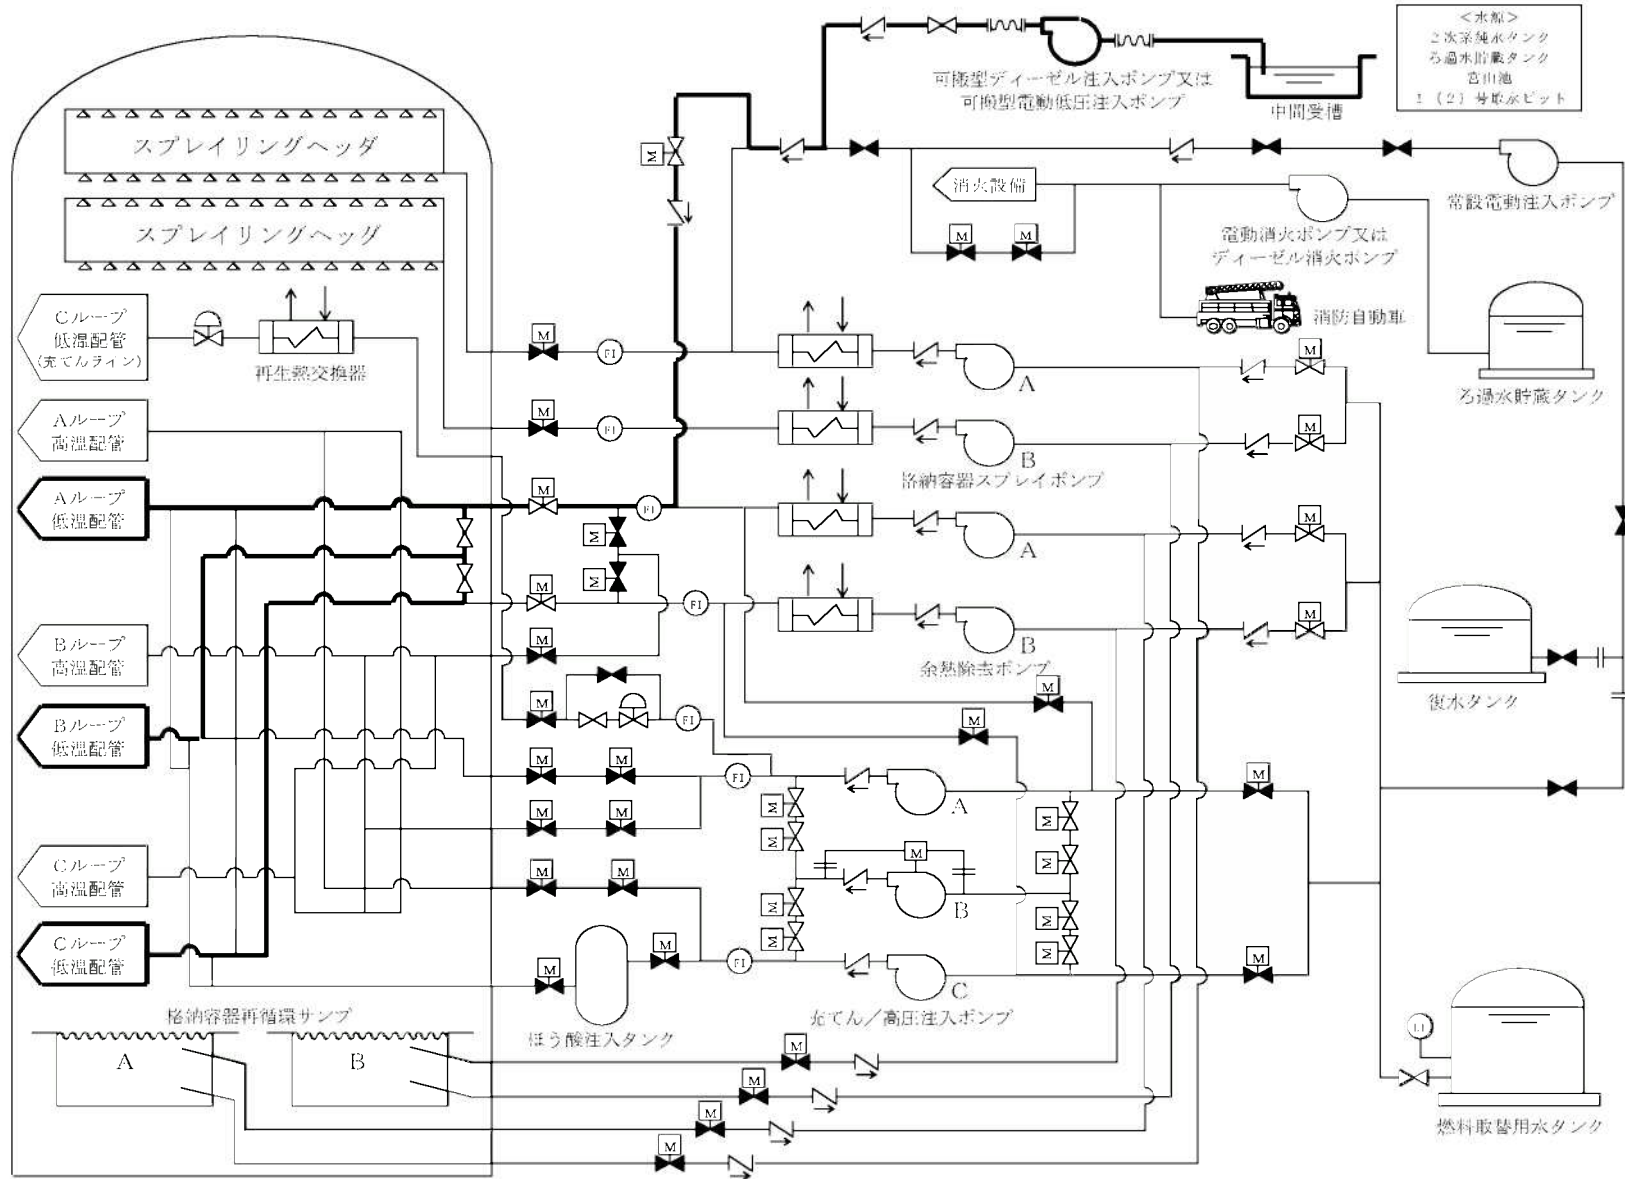 <水源>
2次系純水タンク
ろ過水貯蔵タンク
宮山池
1(2)号取水ピット
可搬型ディーゼル注入ポンプ又は
可搬型電動低圧注入ポンプ
中間受槽
スプレイリングヘッダ
スプレイリングヘッダ
M
消火設備
常設電動注入ポンプ
M
M
電動消火ポンプ又は
ディーゼル消火ポンプ
消防自動車
ろ過水貯蔵タンク
Cループ
低温配管
(充てんライン)
再生熱交換器
M
FI
A
M
Aループ
高温配管
M
FI
B
M
格納容器スプレイポンプ
Aループ
低温配管
M
FI
M
A
M
M
M
FI
B
M
余熱除去ポンプ
Bループ
高温配管
M
復水タンク
Bループ
低温配管
M
FI
M
M
M
M
FI
M
M
A
M
M
M
M
M
M
Cループ
高温配管
M
M
M
B
M
M
M
M
Cループ
低温配管
M
M
FI
C
M
ほう酸注入タンク
充てん/高圧注入ポンプ
格納容器再循環サンプ
A
B
M
M
M
M
LI
燃料取替用水タンク